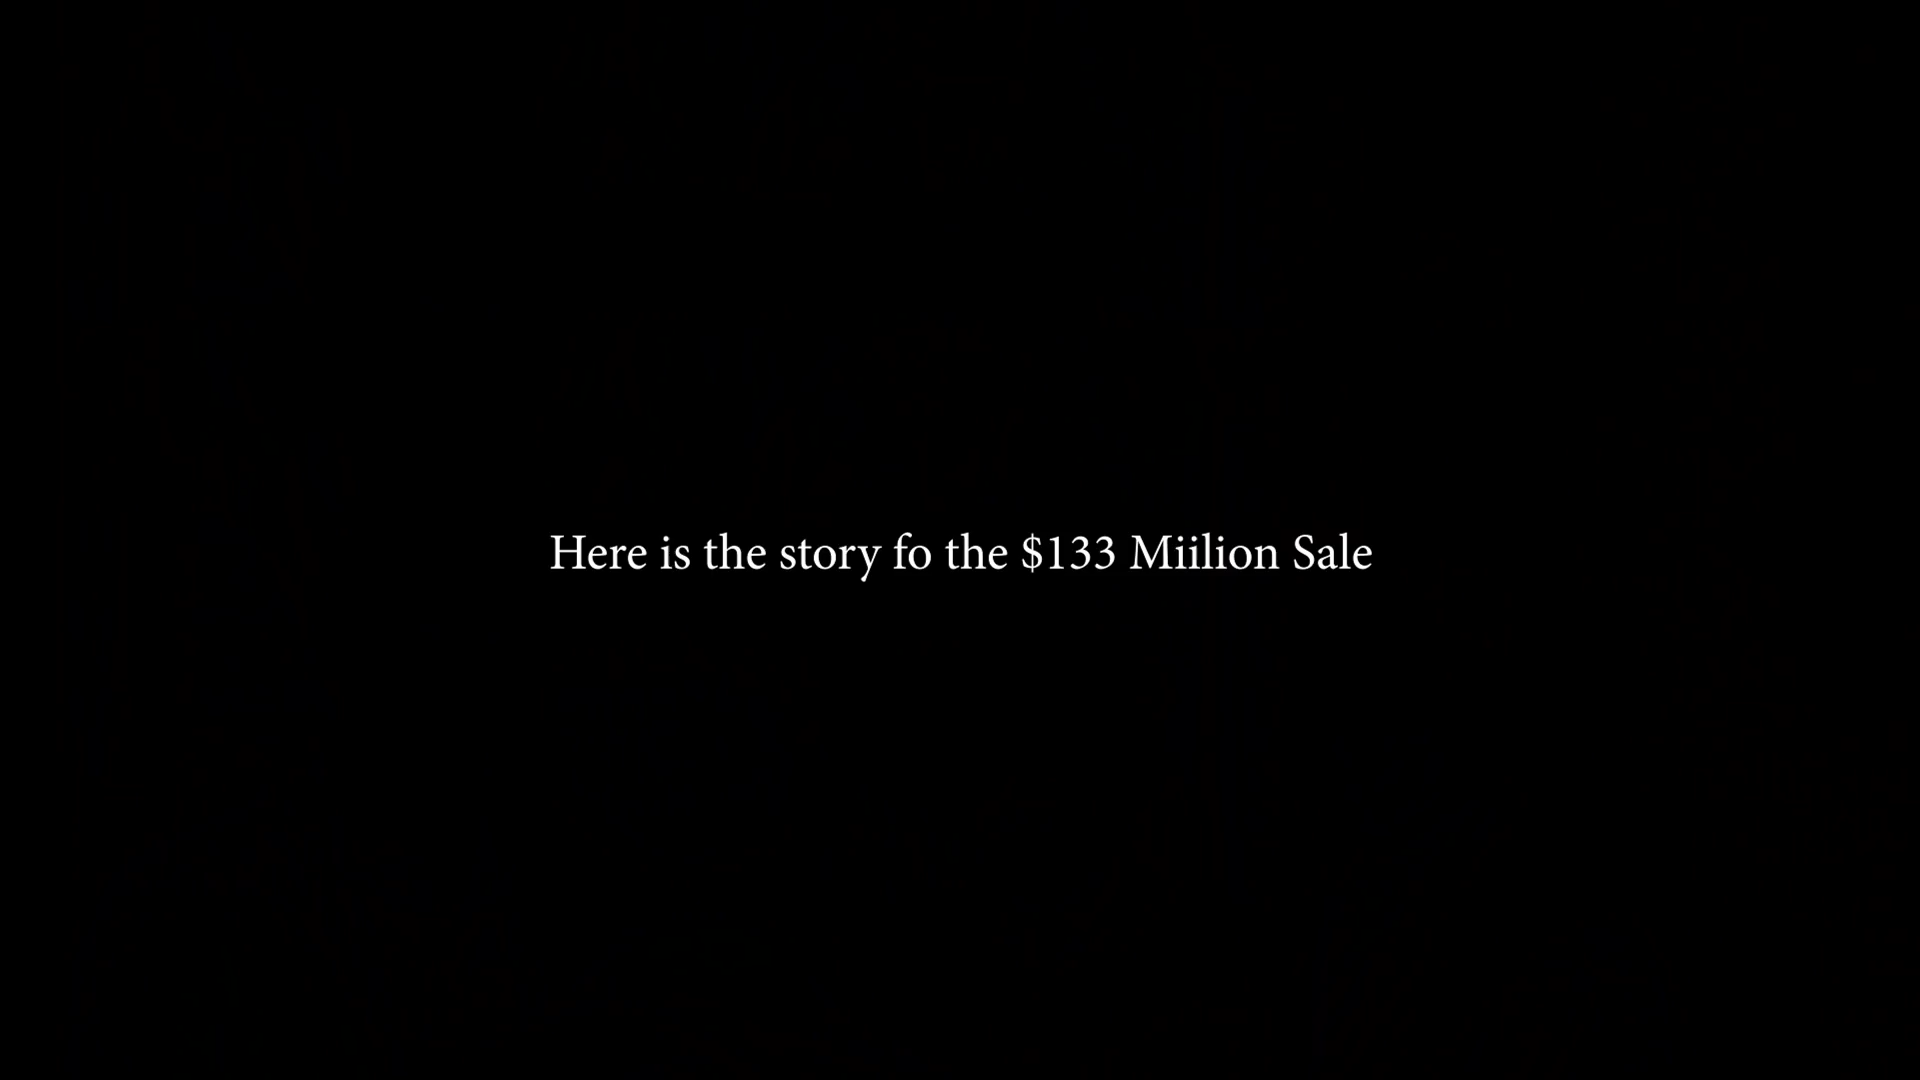 Here is the story fo the $133 Miilion Sale